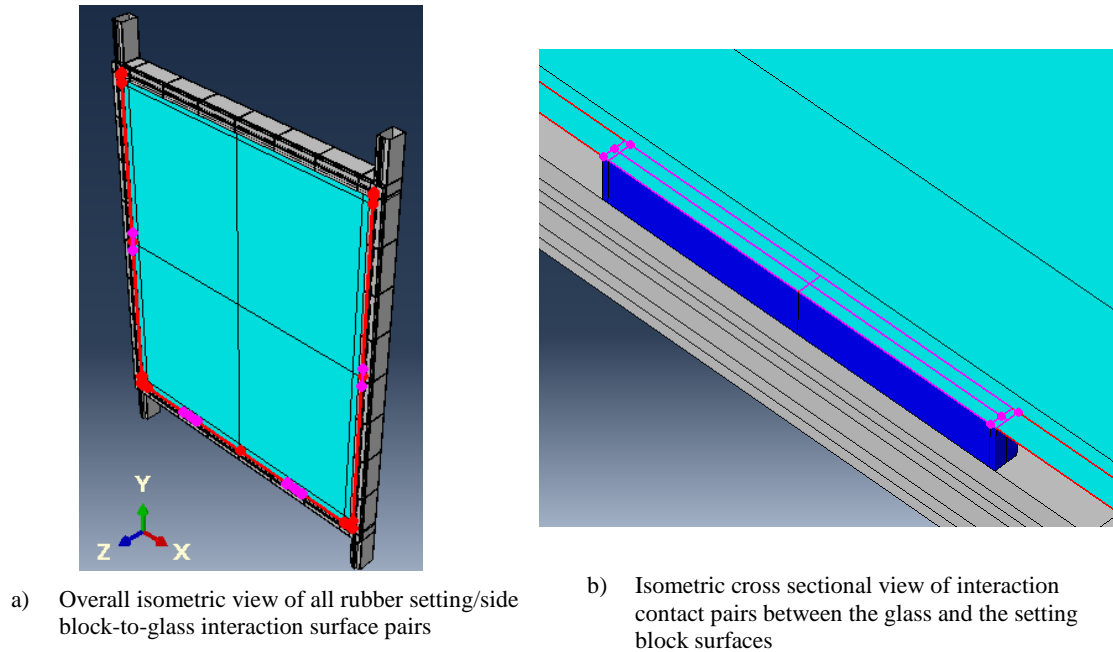 Y
Z
X
a) Overall isometric view of all rubber setting/side
block-to-glass interaction surface pairs
b) Isometric cross sectional view of interaction
contact pairs between the glass and the setting
block surfaces